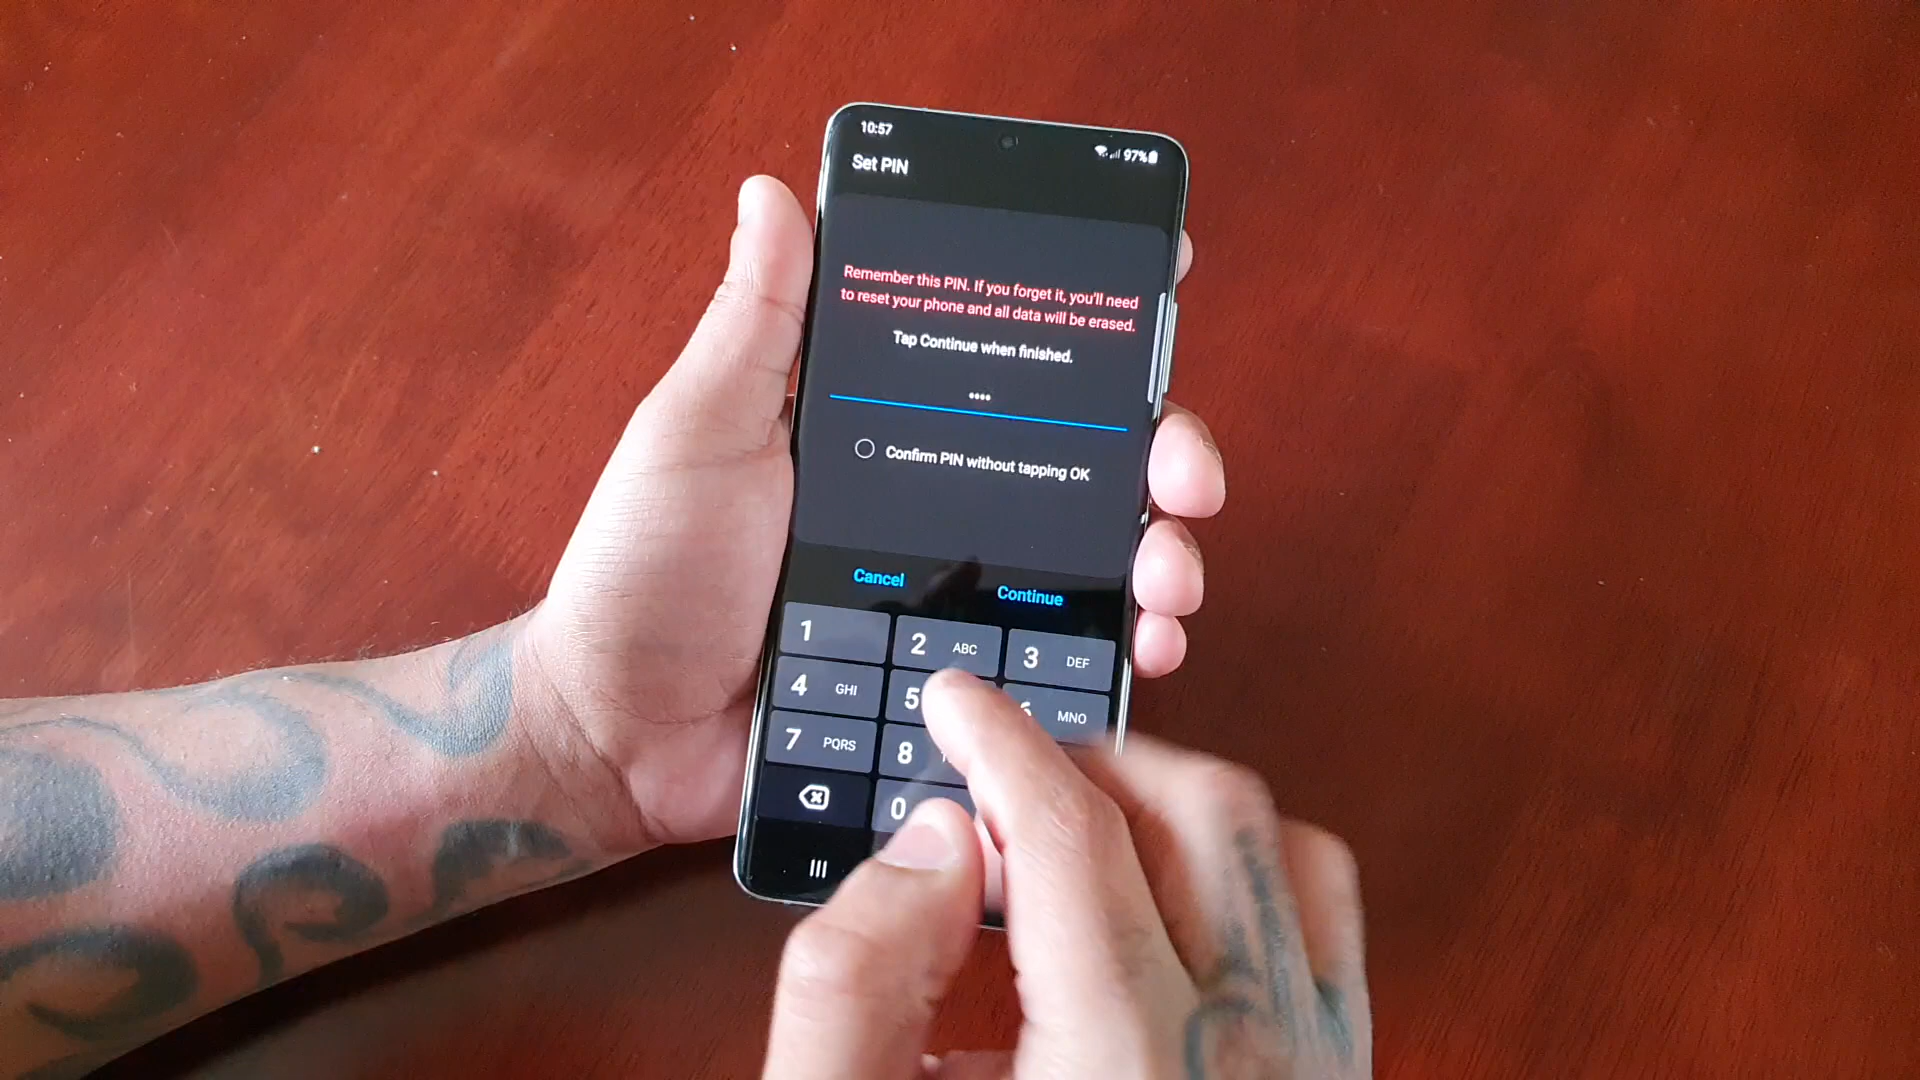 10:57
97%
Set PIN
Remember this PIN. If you forget it, you'll need
to reset your phone and all data will be erased.
Tap Continue when finished.
••••
Confirm PIN without tapping OK
Cancel
Continue
1
2 ABC
3 DEF
4 GHI
5
6 MNO
7 PQRS
8
0